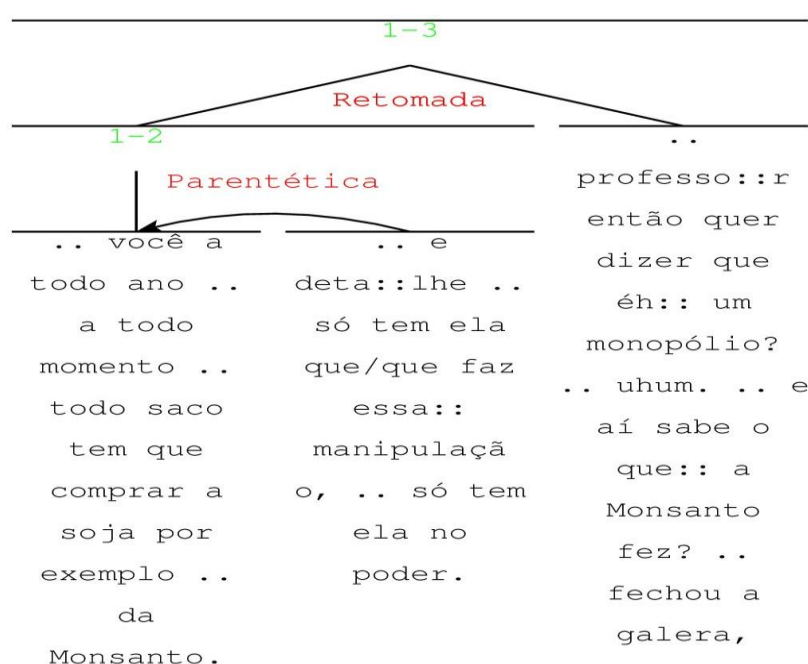 1-3
Retomada
1-2
Parentética
.. você a
todo ano ..
a todo
momento ..
todo saco
tem que
comprar a
soja por
exemplo ..
da
Monsanto.
.. e
deta::lhe ..
só tem ela
que/que faz
essa::
manipulaçã
o, .. só tem
ela no
poder.
..
professo::r
então quer
dizer que
éh:: um
monopólio?
.. uhum. .. e
aí sabe o
que:: a
Monsanto
fez? ..
fechou a
galera,